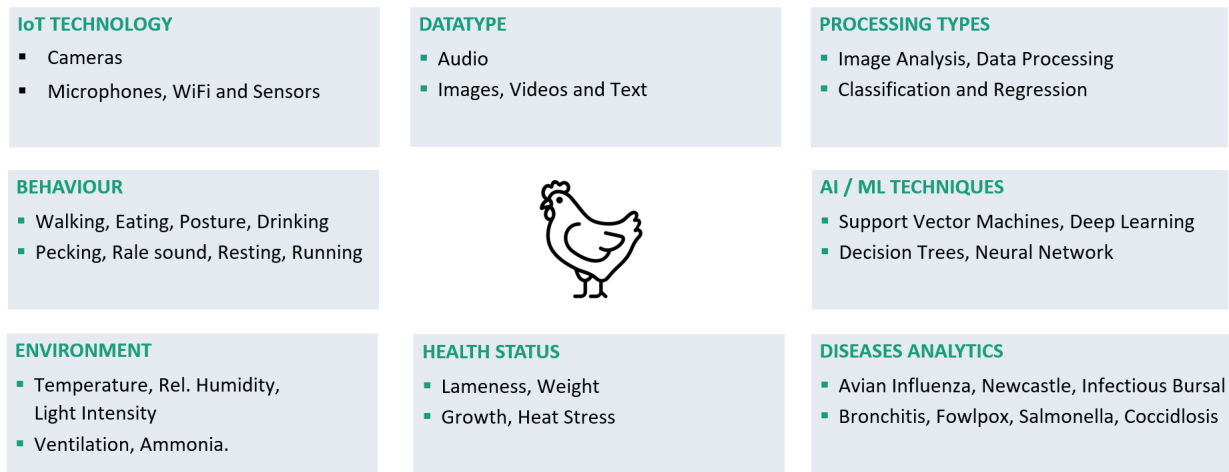 IoT TECHNOLOGY
Cameras
Microphones, WiFi and Sensors
DATATYPE
Audio
Images, Videos and Text
PROCESSING TYPES
Image Analysis, Data Processing
Classification and Regression
BEHAVIOUR
Walking, Eating, Posture, Drinking
Pecking, Rale sound, Resting, Running
AI / ML TECHNIQUES
Support Vector Machines, Deep Learning
Decision Trees, Neural Network
ENVIRONMENT
Temperature, Rel. Humidity,
Light Intensity
Ventilation, Ammonia.
HEALTH STATUS
Lameness, Weight
Growth, Heat Stress
DISEASES ANALYTICS
Avian Influenza, Newcastle, Infectious Bursal
Bronchitis, Fowlpox, Salmonella, Coccidlosis